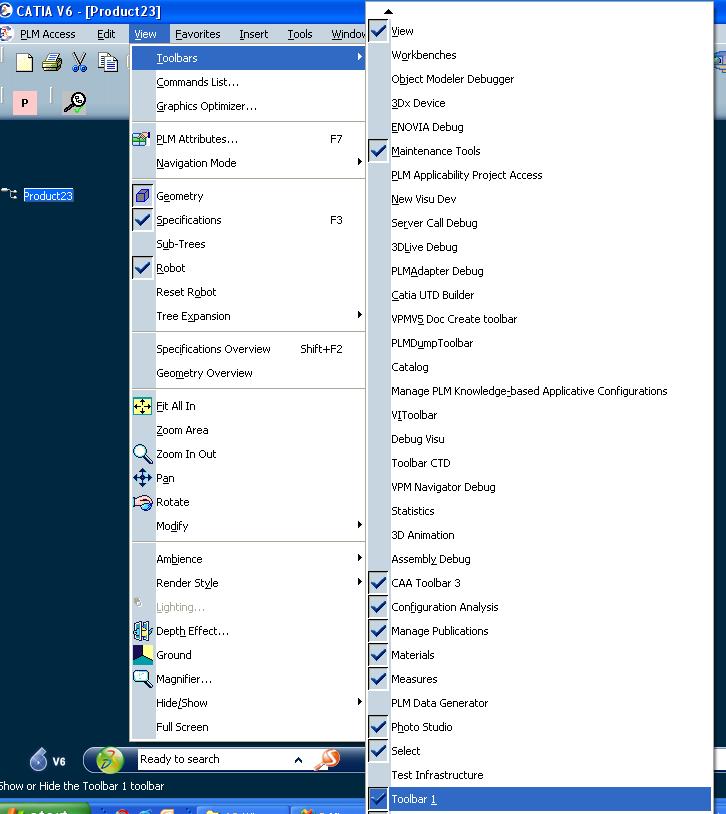 CATIA V6 - [Product23]
PLM Access Edit View Favorites Insert Tools Window
P
Product23
Toolbars
Commands List...
Graphics Optimizer...
PLM Attributes... F7
Navigation Mode
Geometry
Specifications F3
Sub-Trees
Robot
Reset Robot
Tree Expansion
Specifications Overview Shift+F2
Geometry Overview
Fit All In
Zoom Area
Zoom In Out
Pan
Rotate
Modify
Ambience
Render Style
Lighting...
Depth Effect...
Ground
Magnifier...
Hide/Show
Full Screen
View
Workbenches
Object Modeler Debugger
3Dx Device
ENOVIA Debug
Maintenance Tools
PLM Applicability Project Access
New Visu Dev
Server Call Debug
3DLive Debug
PLMAdapter Debug
Catia UTD Builder
VPMV5 Doc Create toolbar
PLMDumpToolbar
Catalog
Manage PLM Knowledge-based Applicative Configurations
VIToolbar
Debug Visu
Toolbar CTD
VPM Navigator Debug
Statistics
3D Animation
Assembly Debug
CAA Toolbar 3
Configuration Analysis
Manage Publications
Materials
Measures
PLM Data Generator
Photo Studio
Select
Test Infrastructure
Toolbar 1
V6
Ready to search
Show or Hide the Toolbar 1 toolbar
start